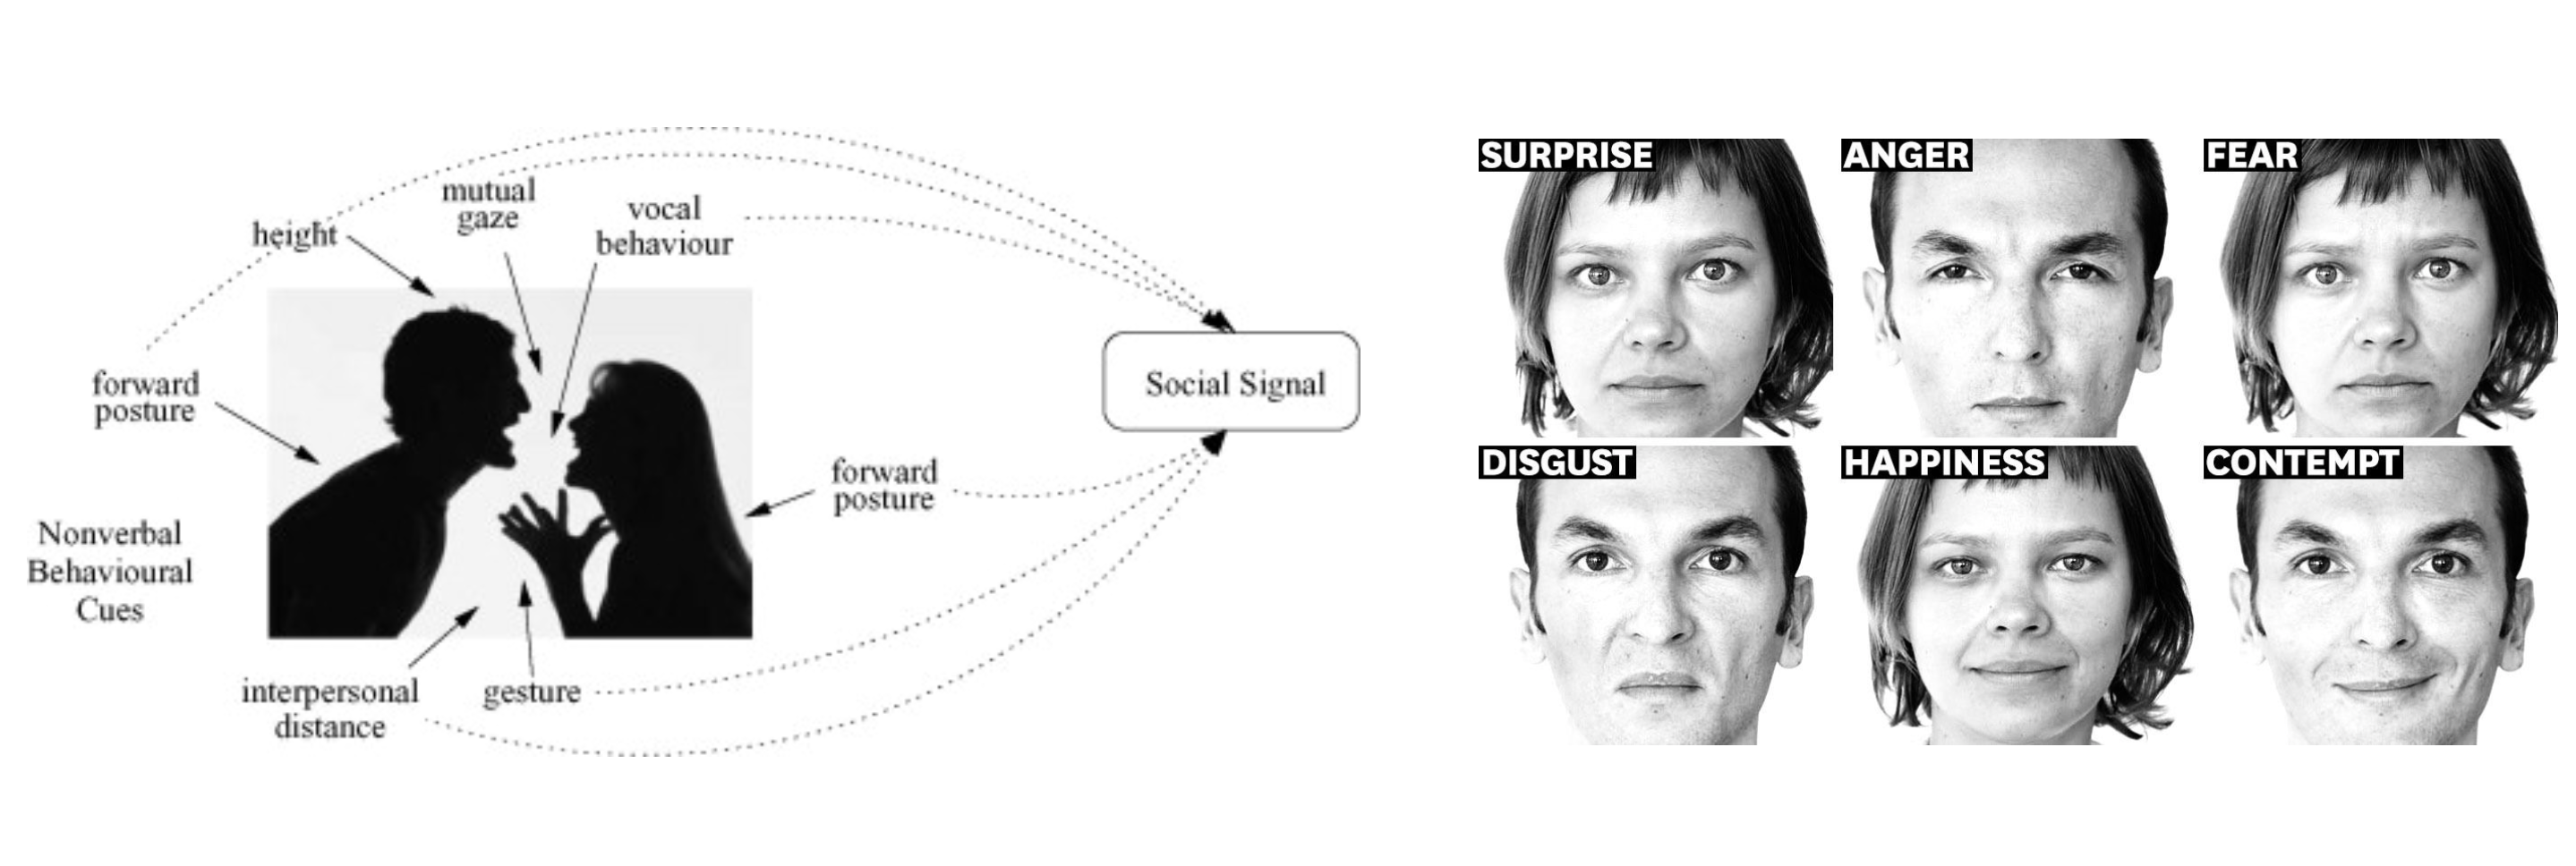 mutual
gaze
vocal
behaviour
height
forward
posture
Nonverbal
Behavioural
Cues
interpersonal
distance
gesture
forward
posture
Social Signal
SURPRISE
ANGER
FEAR
DISGUST
HAPPINESS
CONTEMPT